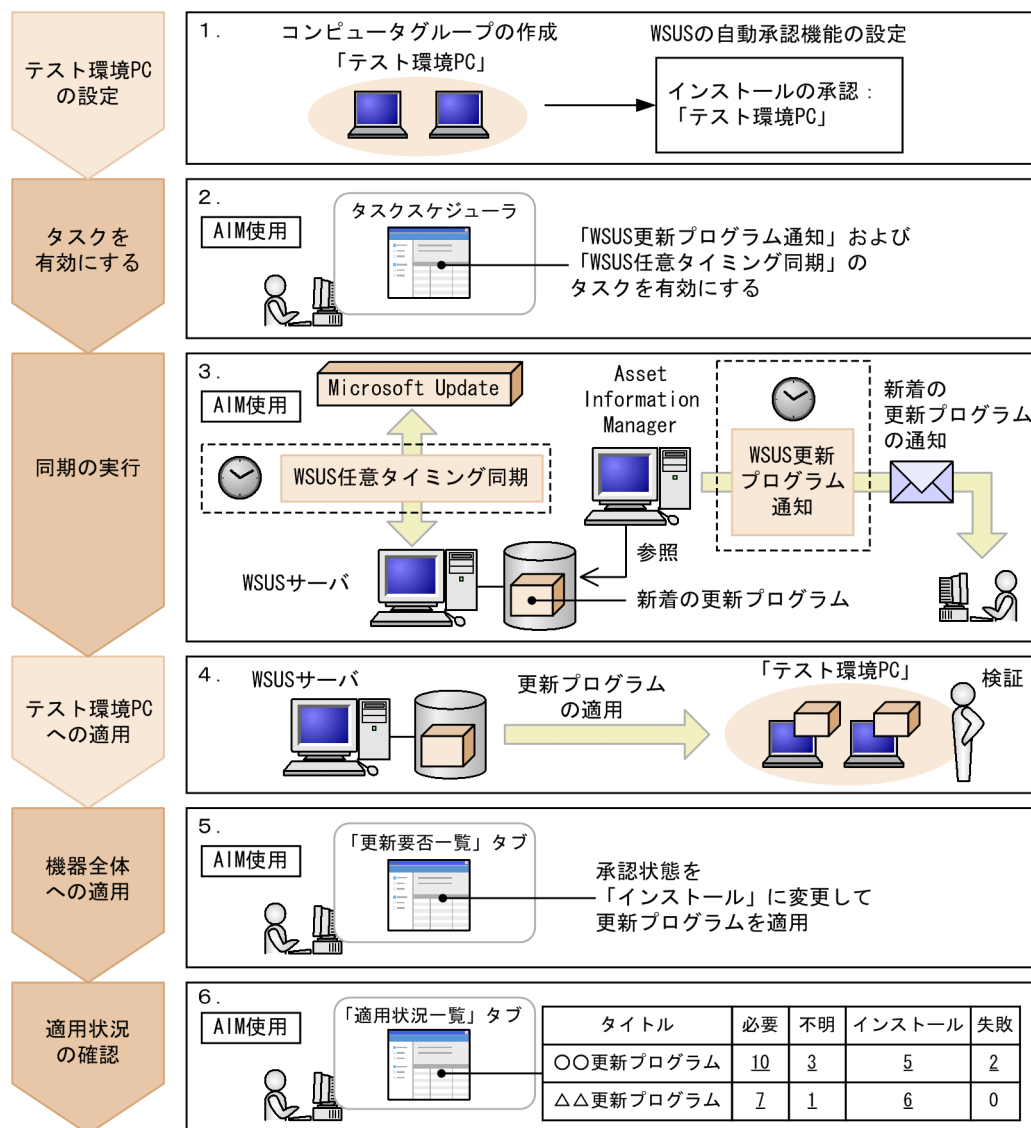 テスト環境PC
の設定
1.
コンピュータグループの作成
「テスト環境PC」
WSUSの自動承認機能の設定
インストールの承認：
「テスト環境PC」
タスクを
有効にする
2.
AIM使用
タスクスケジューラ
「WSUS更新プログラム通知」および
「WSUS任意タイミング同期」の
タスクを有効にする
同期の実行
3.
AIM使用
Microsoft Update
WSUS任意タイミング同期
WSUSサーバ
Asset
Information
Manager
参照
新着の更新プログラム
WSUS更新
プログラム
通知
新着の
更新プログラム
の通知
テスト環境PC
への適用
4.
WSUSサーバ
更新プログラム
の適用
「テスト環境PC」
検証
機器全体
への適用
5.
AIM使用
「更新要否一覧」タブ
承認状態を
「インストール」に変更して
更新プログラムを適用
適用状況
の確認
6.
AIM使用
「適用状況一覧」タブ
タイトル 必要 不明 インストール 失敗
〇〇更新プログラム 10 3 5 2
△△更新プログラム 7 1 6 0